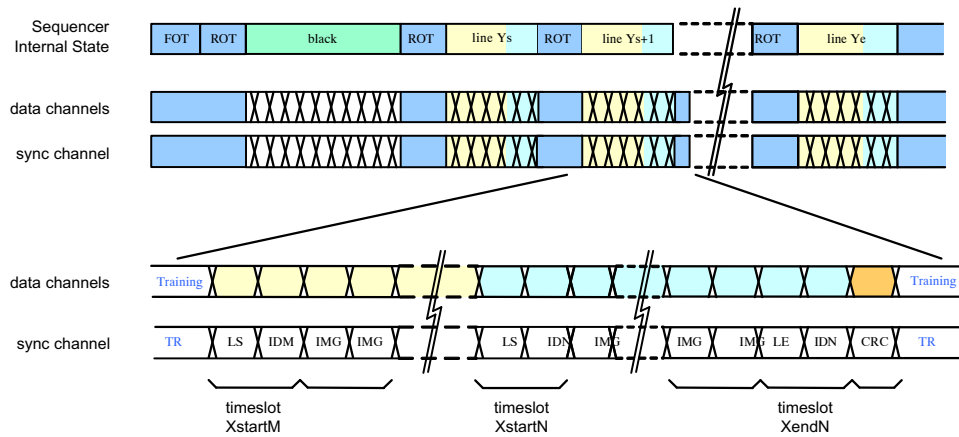 Sequencer
Internal State
FOT ROT black ROT line Ys ROT line Ys+1 ROT line Ye
data channels
sync channel
data channels
Training Training
sync channel
TR LS IDM IMG IMG LS IDN IMG IMG IMG LE IDN CRC TR
timeslot
XstartM
timeslot
XstartN
timeslot
XendN